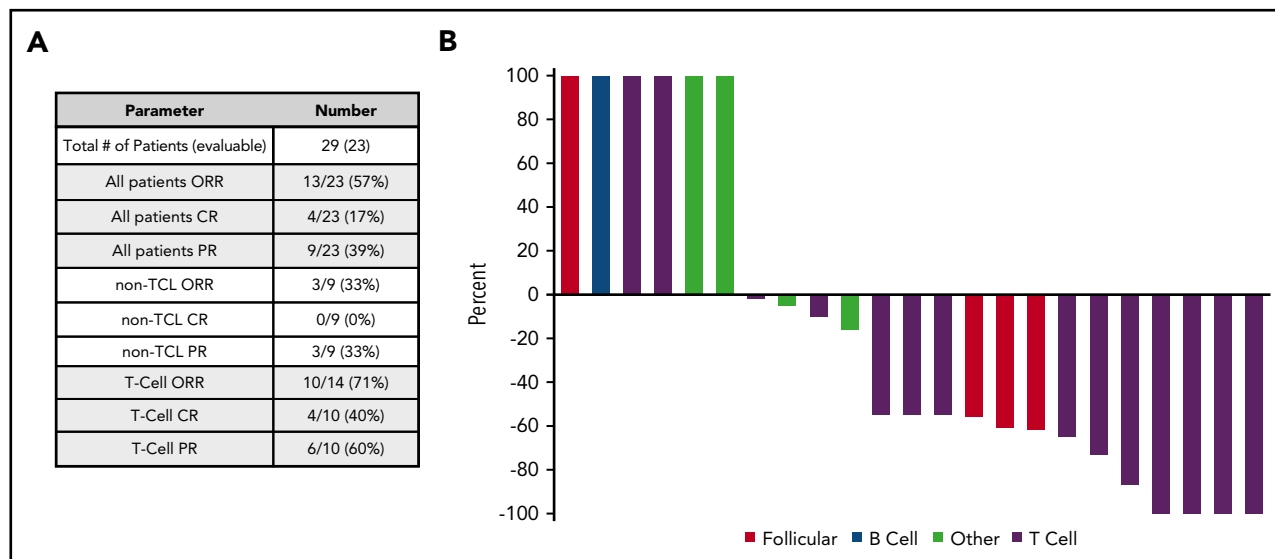 A
Parameter Number
Total # of Patients (evaluable) 29 (23)
All patients ORR 13/23 (57%)
All patients CR 4/23 (17%)
All patients PR 9/23 (39%)
non-TCL ORR 3/9 (33%)
non-TCL CR 0/9 (0%)
non-TCL PR 3/9 (33%)
T-Cell ORR 10/14 (71%)
T-Cell CR 4/10 (40%)
T-Cell PR 6/10 (60%)
B
Percent
100
80
60
40
20
0
-20
-40
-60
-80
-100
Follicular B Cell Other T Cell